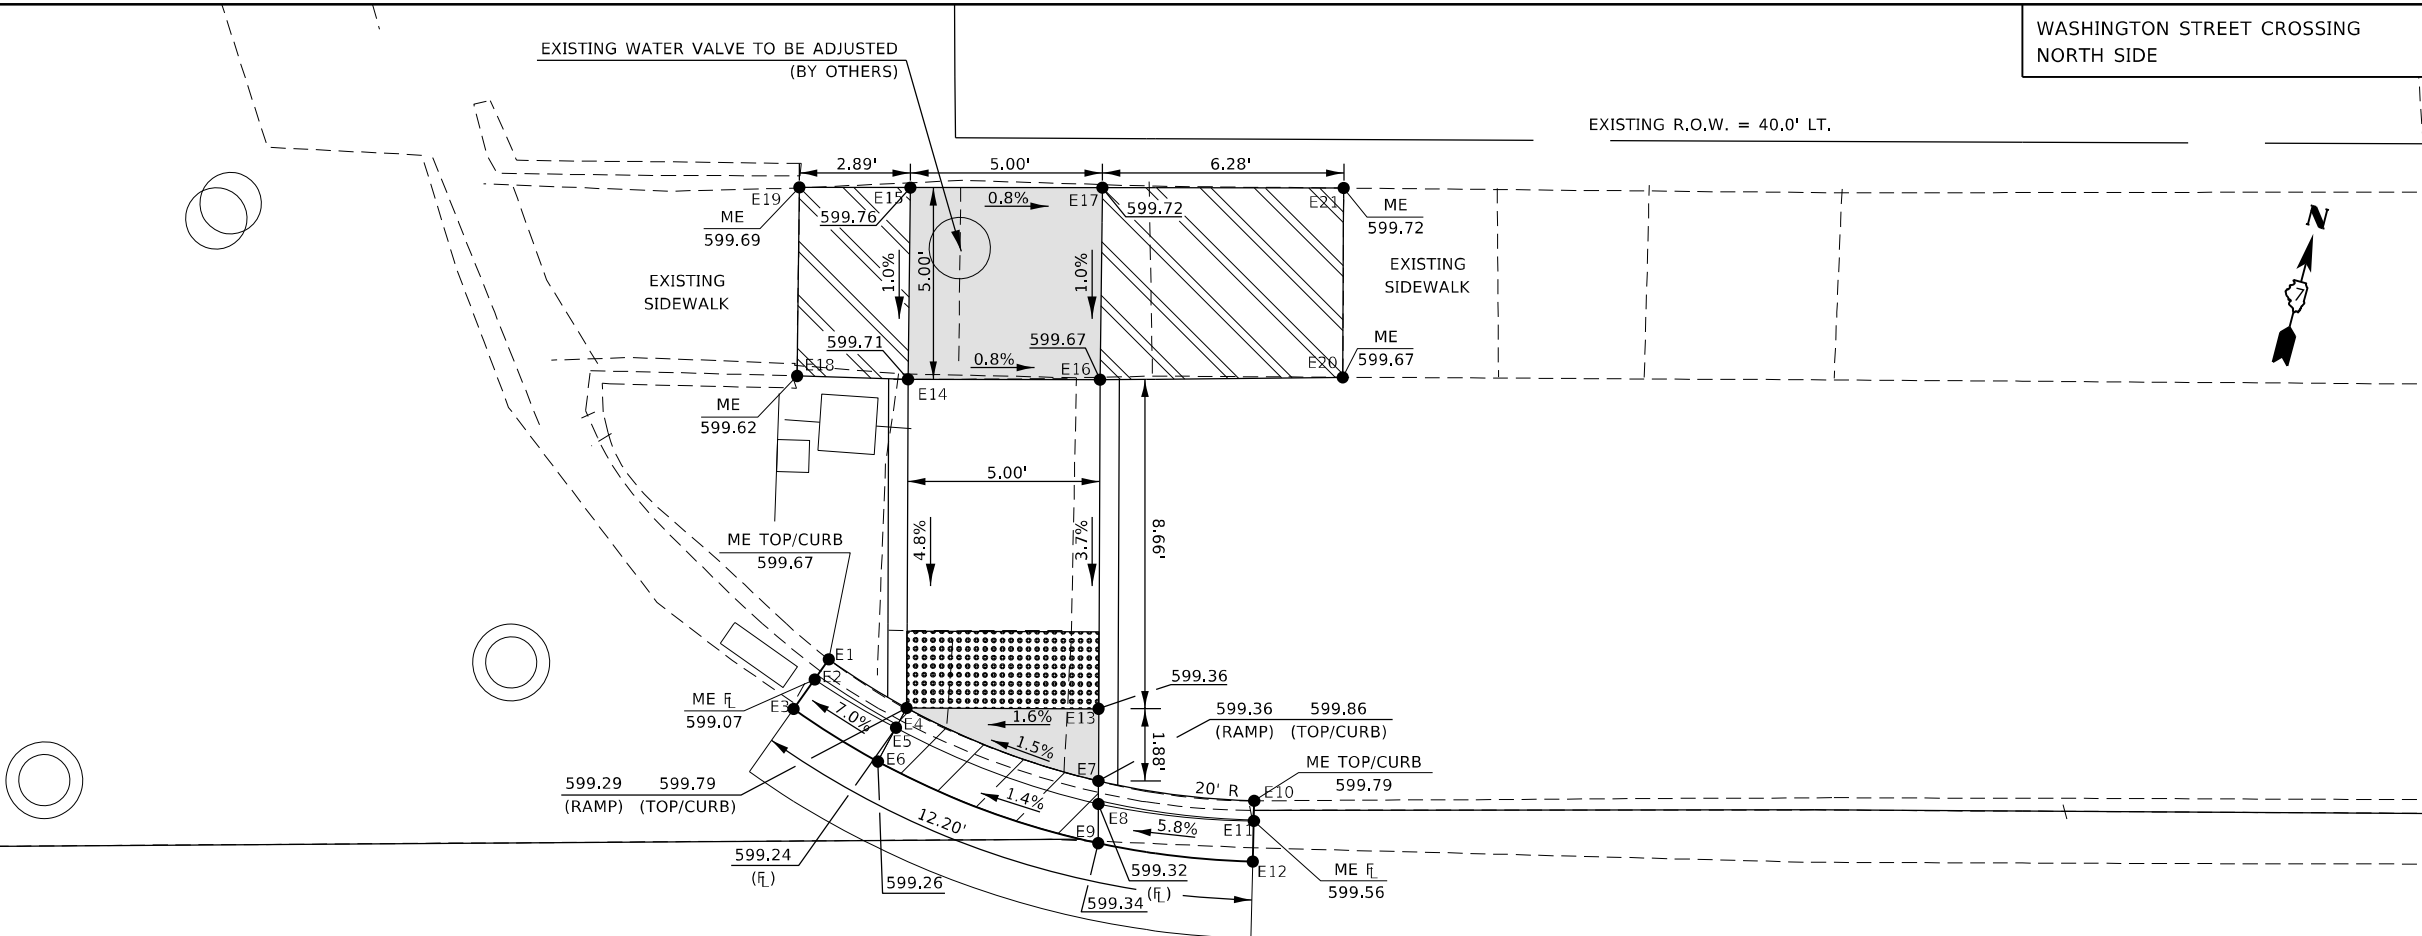 WASHINGTON STREET CROSSING
NORTH SIDE
EXISTING WATER VALVE TO BE ADJUSTED
(BY OTHERS)
EXISTING R.O.W. = 40.0' LT.
2.89'
5.00'
6.28'
E19
E15
0.8%
E17
E21
ME
599.69
599.76
599.72
ME
599.72
N
EXISTING
SIDEWALK
1.0%
5.00'
1.0%
EXISTING
SIDEWALK
599.71
599.67
ME
599.67
E18
0.8%
E16
E20
E14
ME
599.62
5.00'
4.8%
3.7%
8.66'
ME TOP/CURB
599.67
E1
E2
E3
ME FL
599.07
7.0%
E4
E5
E6
1.6%
E13
599.36
1.5%
1.88'
599.36 599.86
(RAMP) (TOP/CURB)
E7
20' R
E10
ME TOP/CURB
599.79
599.29 599.79
(RAMP) (TOP/CURB)
1.4%
12.20'
E8
E9
5.8%
E11
E12
599.24
(FL)
599.26
599.32
(FL)
599.34
ME FL
599.56